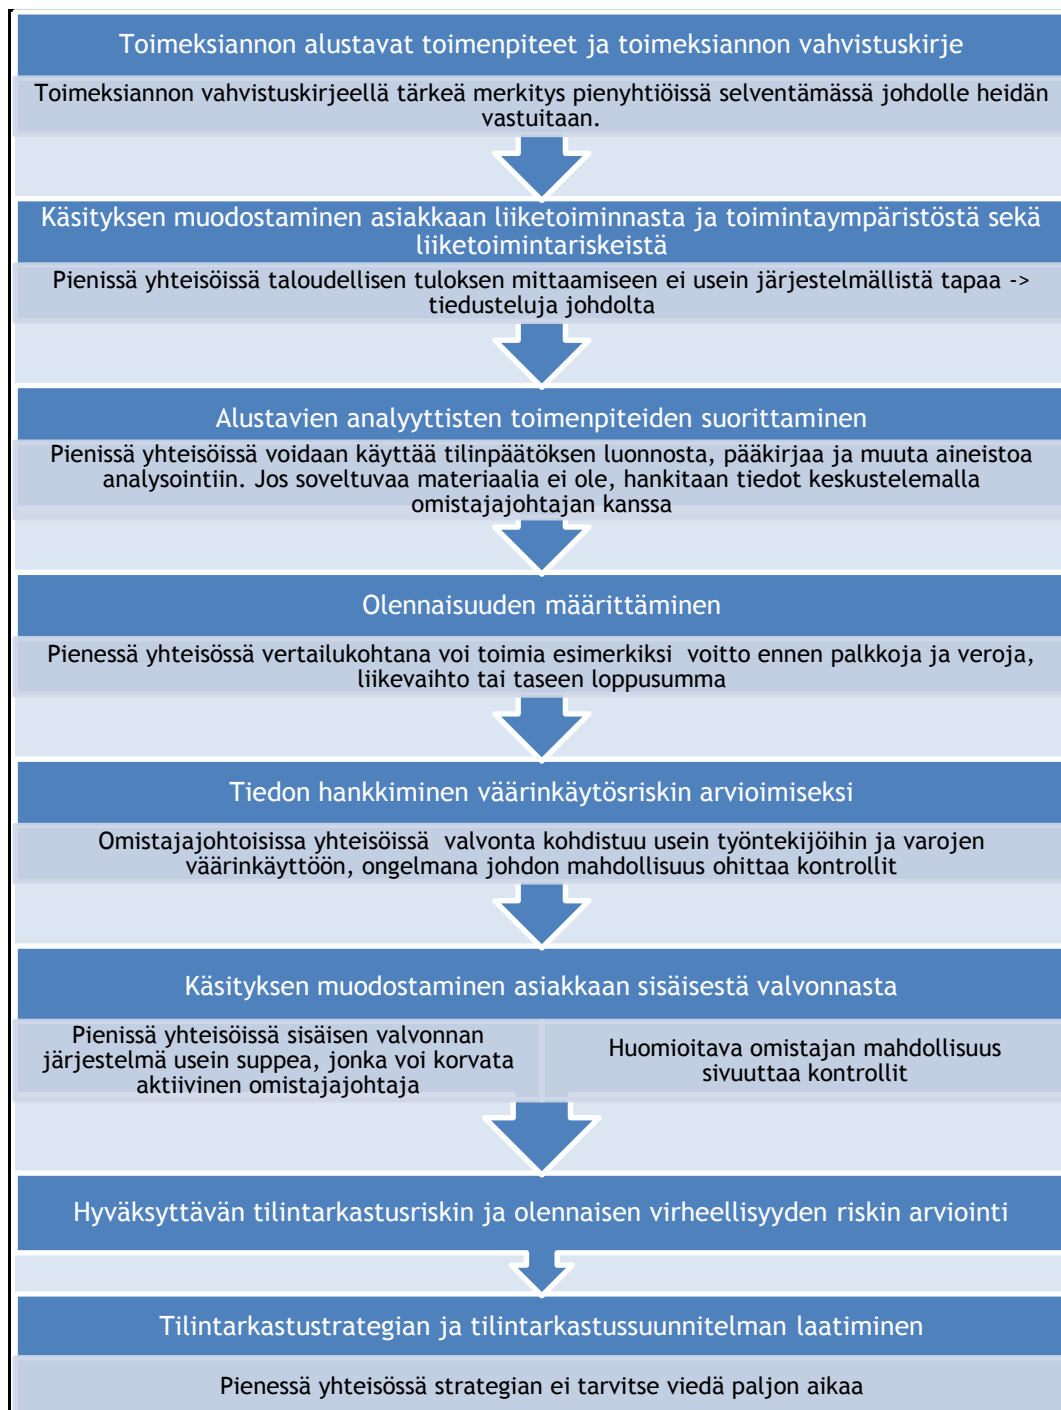 Toimeksiannon alustavat toimenpiteet ja toimeksiannon vahvistuskirje
Toimeksiannon vahvistuskirjeellä tärkeä merkitys pienyhtiöissä selventämässä johdolle heidän
vastuitaan.
Käsityksen muodostaminen asiakkaan liiketoiminnasta ja toimintaympäristöstä sekä
liiketoimintariskeistä
Pienissä yhteisöissä taloudellisen tuloksen mittaamiseen ei usein järjestelmällistä tapaa ->
tiedusteluja johdolta
Alustavien analyyttisten toimenpiteiden suorittaminen
Pienissä yhteisöissä voidaan käyttää tilinpäätöksen luonnosta, pääkirjaa ja muuta aineistoa
analysointiin. Jos soveltuvaa materiaalia ei ole, hankitaan tiedot keskustelemalla
omistajajohtajan kanssa
Olennaisuuden määrittäminen
Pienessä yhteisössä vertailukohtana voi toimia esimerkiksi voitto ennen palkkoja ja veroja,
liikevaihto tai taseen loppusumma
Tiedon hankkiminen väärinkäytösriskin arvioimiseksi
Omistajajohtoisissa yhteisöissä valvonta kohdistuu usein työntekijöihin ja varojen
väärinkäyttöön, ongelmana johdon mahdollisuus ohittaa kontrollit
Käsityksen muodostaminen asiakkaan sisäisestä valvonnasta
Pienissä yhteisöissä sisäisen valvonnan
järjestelmä usein suppea, jonka voi korvata
aktiivinen omistajajohtaja
Huomioitava omistajan mahdollisuus
sivuuttaa kontrollit
Hyväksyttävän tilintarkastusriskin ja olennaisen virheellisyyden riskin arviointi
Tilintarkastustrategian ja tilintarkastussuunnitelman laatiminen
Pienessä yhteisössä strategian ei tarvitse viedä paljon aikaa